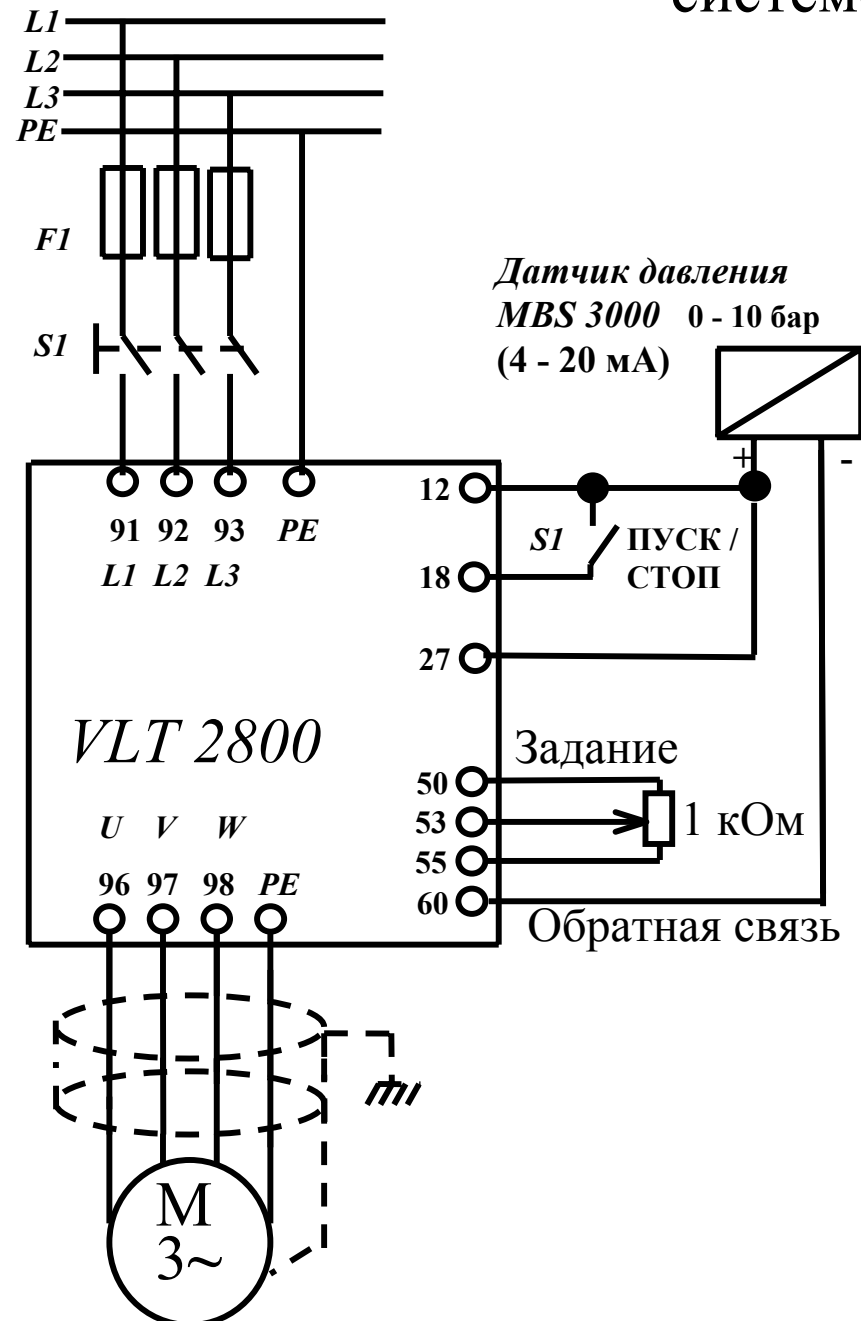 систем
L1
L2
L3
PE
F1
S1
Датчик давления
MBS 3000 0 - 10 бар
(4 - 20 мА)
+ -
91 92 93 PE
L1 L2 L3
12
S1 ПУСК /
СТОП
18
27
VLT 2800
Задание
50
53
1 кОм
55
60
Обратная связь
U V W
96 97 98 PE
М
3~